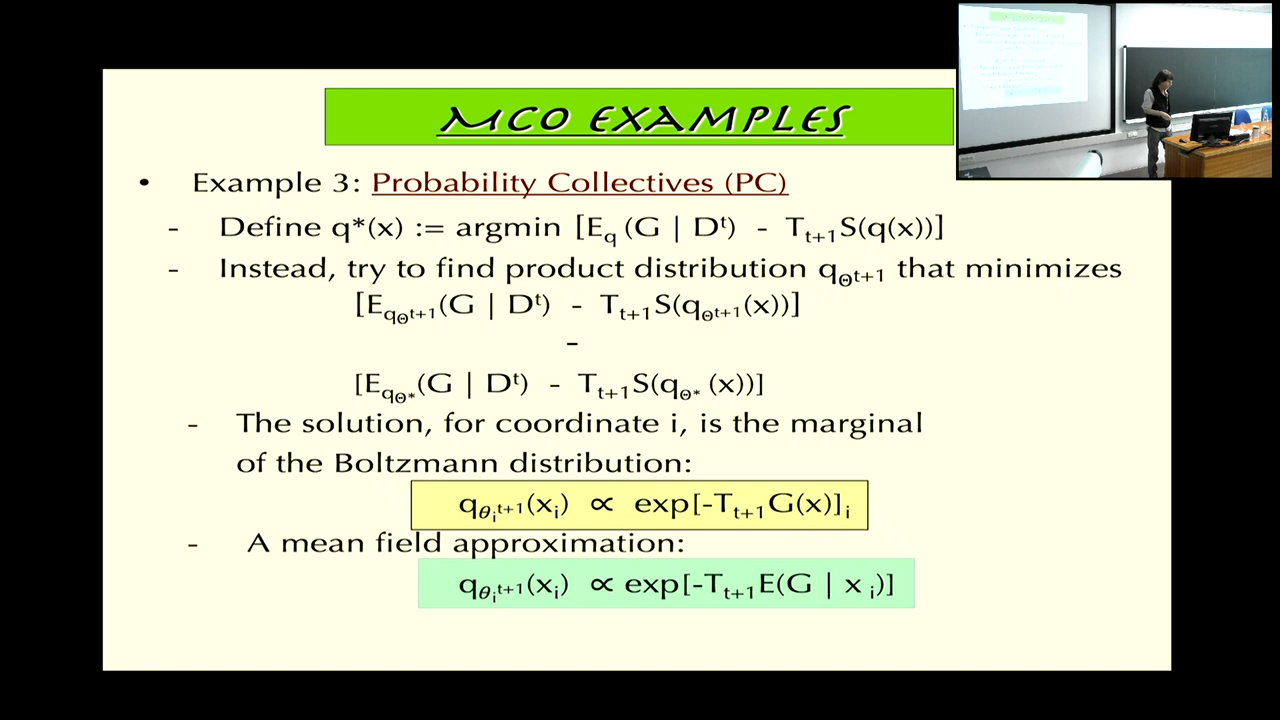 MCO EXAMPLES
• Example 3: Probability Collectives (PC)
- Define q*(x) := argmin [E_q (G | D^t) - T_{t+1}S(q(x))]
- Instead, try to find product distribution q_{Θ^{t+1}} that minimizes
[E_{q_{Θ^{t+1}}}(G | D^t) - T_{t+1}S(q_{Θ^{t+1}}(x))]
–
[E_{q_{Θ*}}(G | D^t) - T_{t+1}S(q_{Θ*} (x))]
- The solution, for coordinate i, is the marginal
of the Boltzmann distribution:
q_{θ_i^{t+1}}(x_i) ∝ exp[-T_{t+1}G(x)]_i
- A mean field approximation:
q_{θ_i^{t+1}}(x_i) ∝ exp[-T_{t+1}E(G | x_i)]